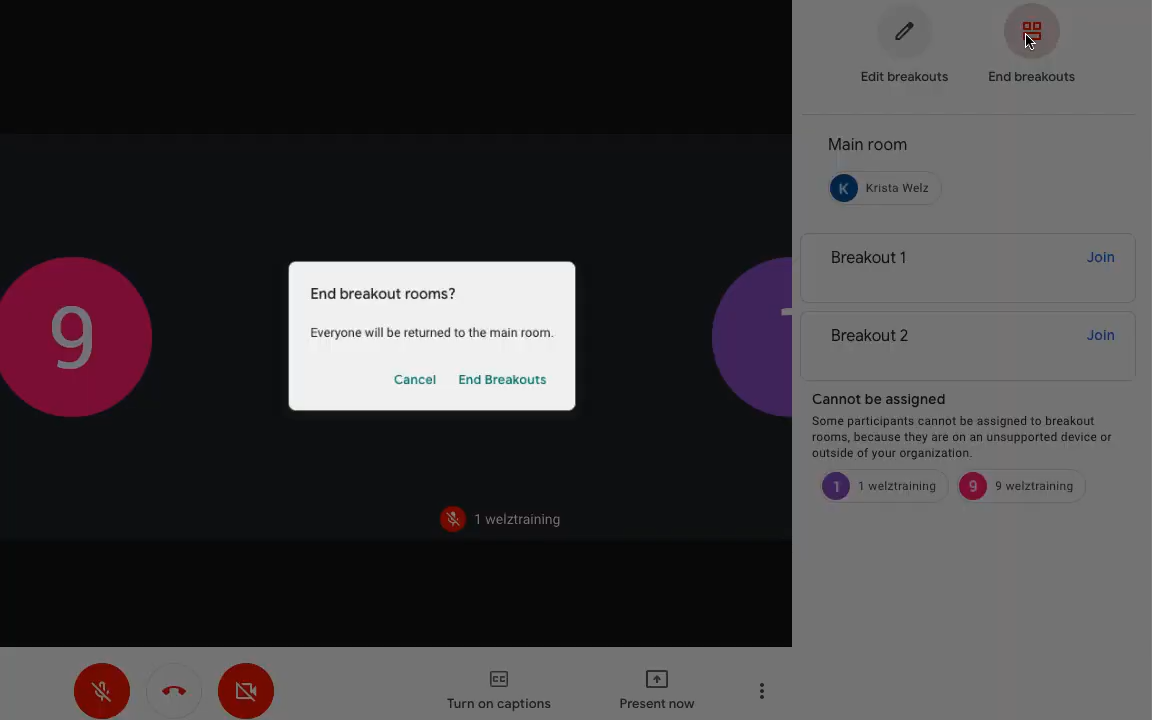 Edit breakouts
End breakouts
Main room
K Krista Welz
Breakout 1 Join
Breakout 2 Join
Cannot be assigned
Some participants cannot be assigned to breakout
rooms, because they are on an unsupported device or
outside of your organization.
1 1 welztraining
9 9 welztraining
9
1
End breakout rooms?
Everyone will be returned to the main room.
Cancel End Breakouts
1 welztraining
CC
Turn on captions
Present now